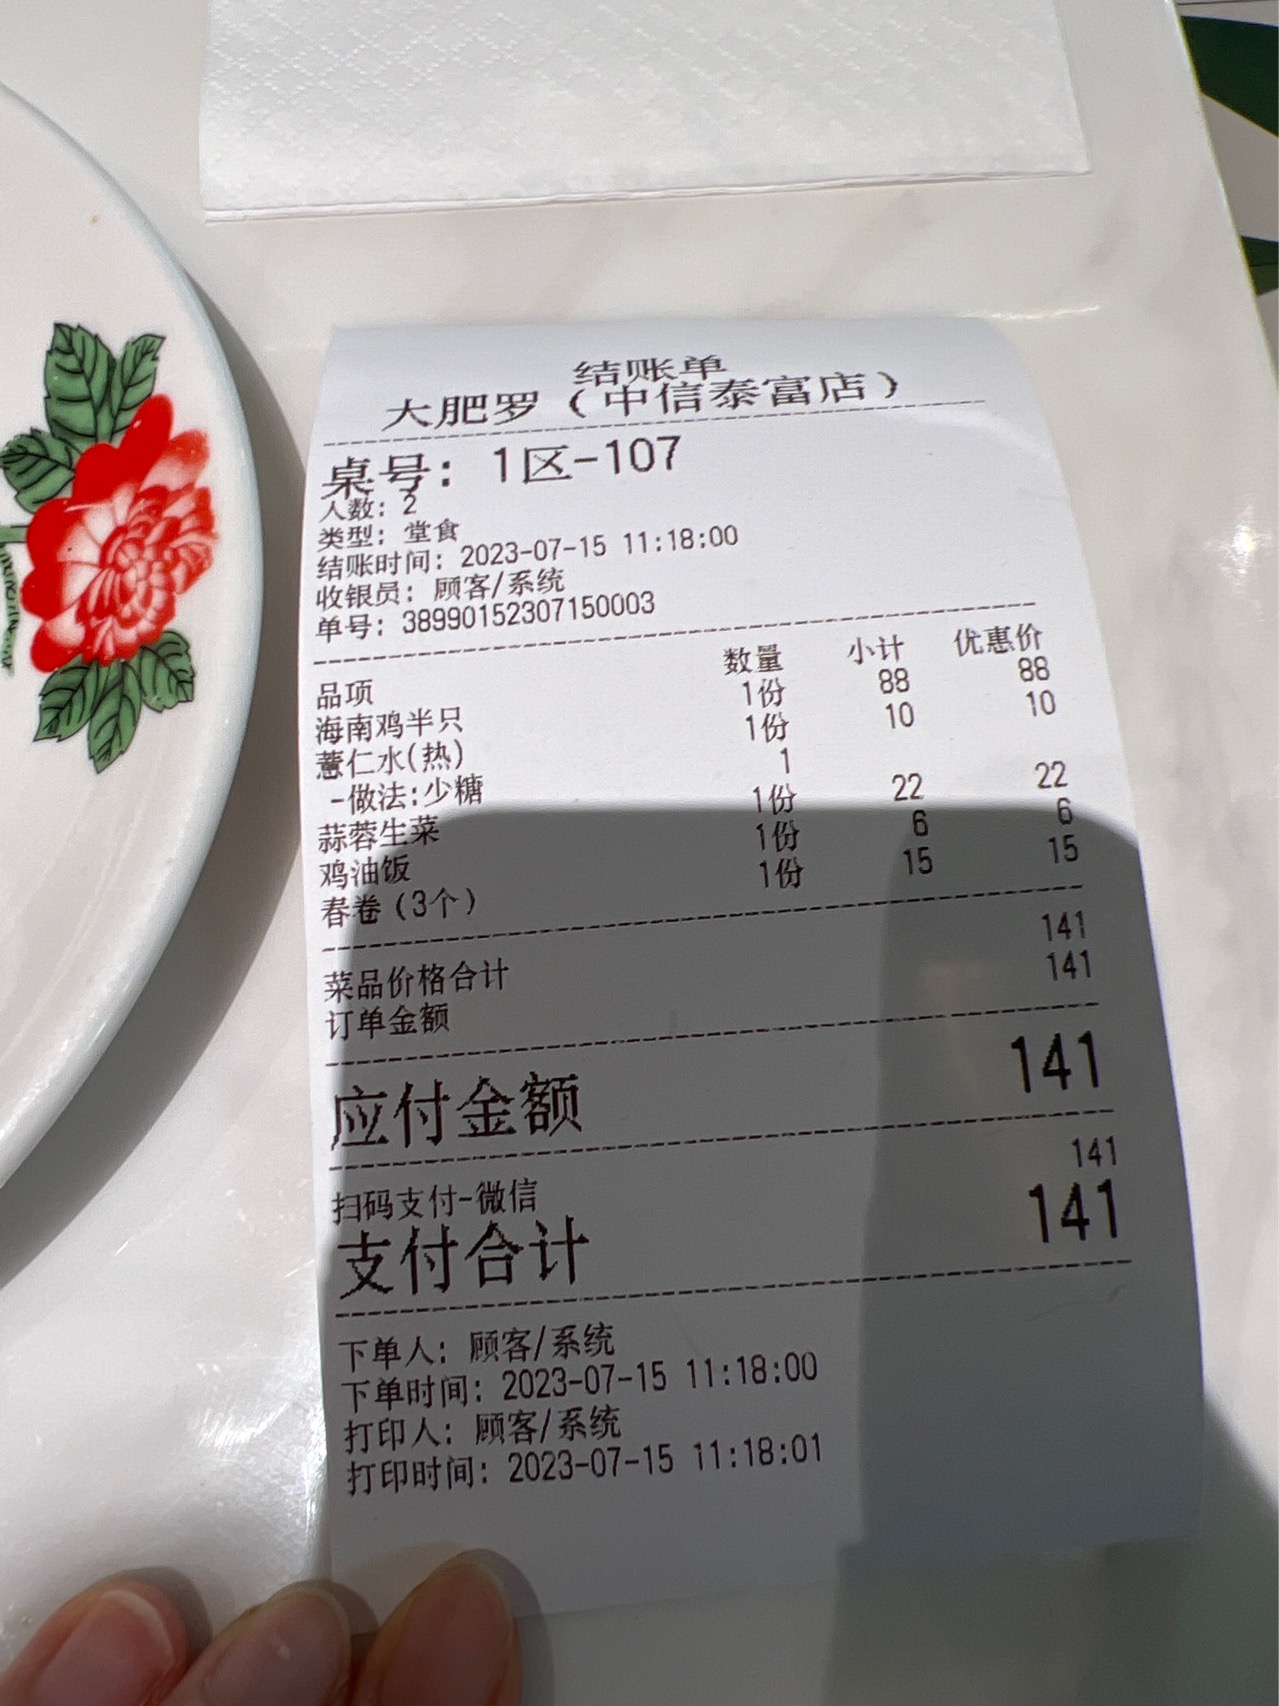 结账单
大肥罗（中信泰富店）
桌号：1区-107
人数：2
类型：堂食
结账时间：2023-07-15 11:18:00
收银员：顾客/系统
单号：38990152307150003
品项 数量 小计 优惠价
海南鸡半只 1份 88 88
薏仁水(热) 1份 10 10
-做法:少糖 1
蒜蓉生菜 1份 22 22
鸡油饭 1份 6 6
春卷（3个） 1份 15 15
菜品价格合计 141
订单金额 141
应付金额 141
扫码支付-微信 141
支付合计 141
下单人：顾客/系统
下单时间：2023-07-15 11:18:00
打印人：顾客/系统
打印时间：2023-07-15 11:18:01